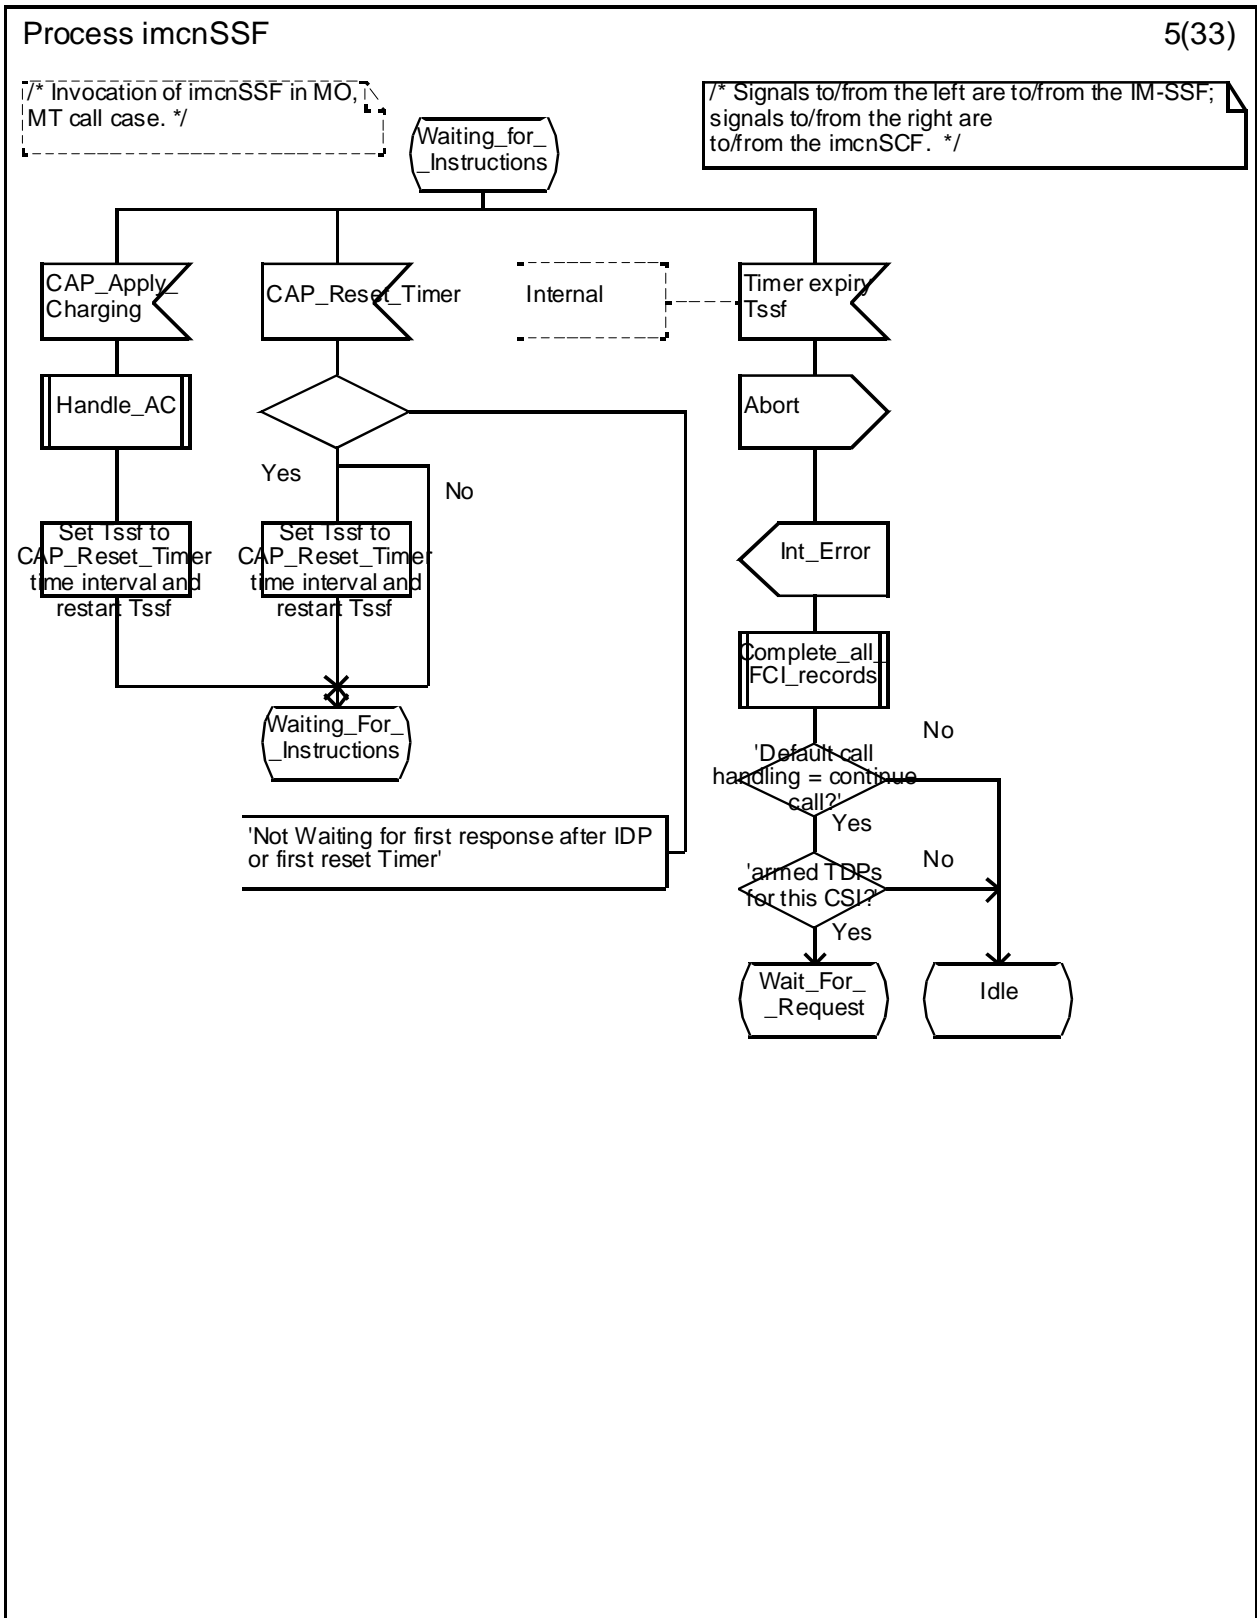 Process imcnSSF
5(33)
/* Invocation of imcnSSF in MO,
MT call case. */
/* Signals to/from the left are to/from the IM-SSF;
signals to/from the right are
to/from the imcnSCF.  */
Waiting_for_
_Instructions
CAP_Apply_
Charging
CAP_Reset_Timer
Internal
Timer expiry
Tssf
Handle_AC
Abort
Yes
No
Set Tssf to
CAP_Reset_Timer
time interval and
restart Tssf
Set Tssf to
CAP_Reset_Timer
time interval and
restart Tssf
Int_Error
Complete_all_
FCI_records
Waiting_For_
_Instructions
No
'Default call
handling = continue
call?'
Yes
'Not Waiting for first response after IDP
or first reset Timer'
'armed TDPs
for this CSI?'
No
Yes
Wait_For_
_Request
Idle